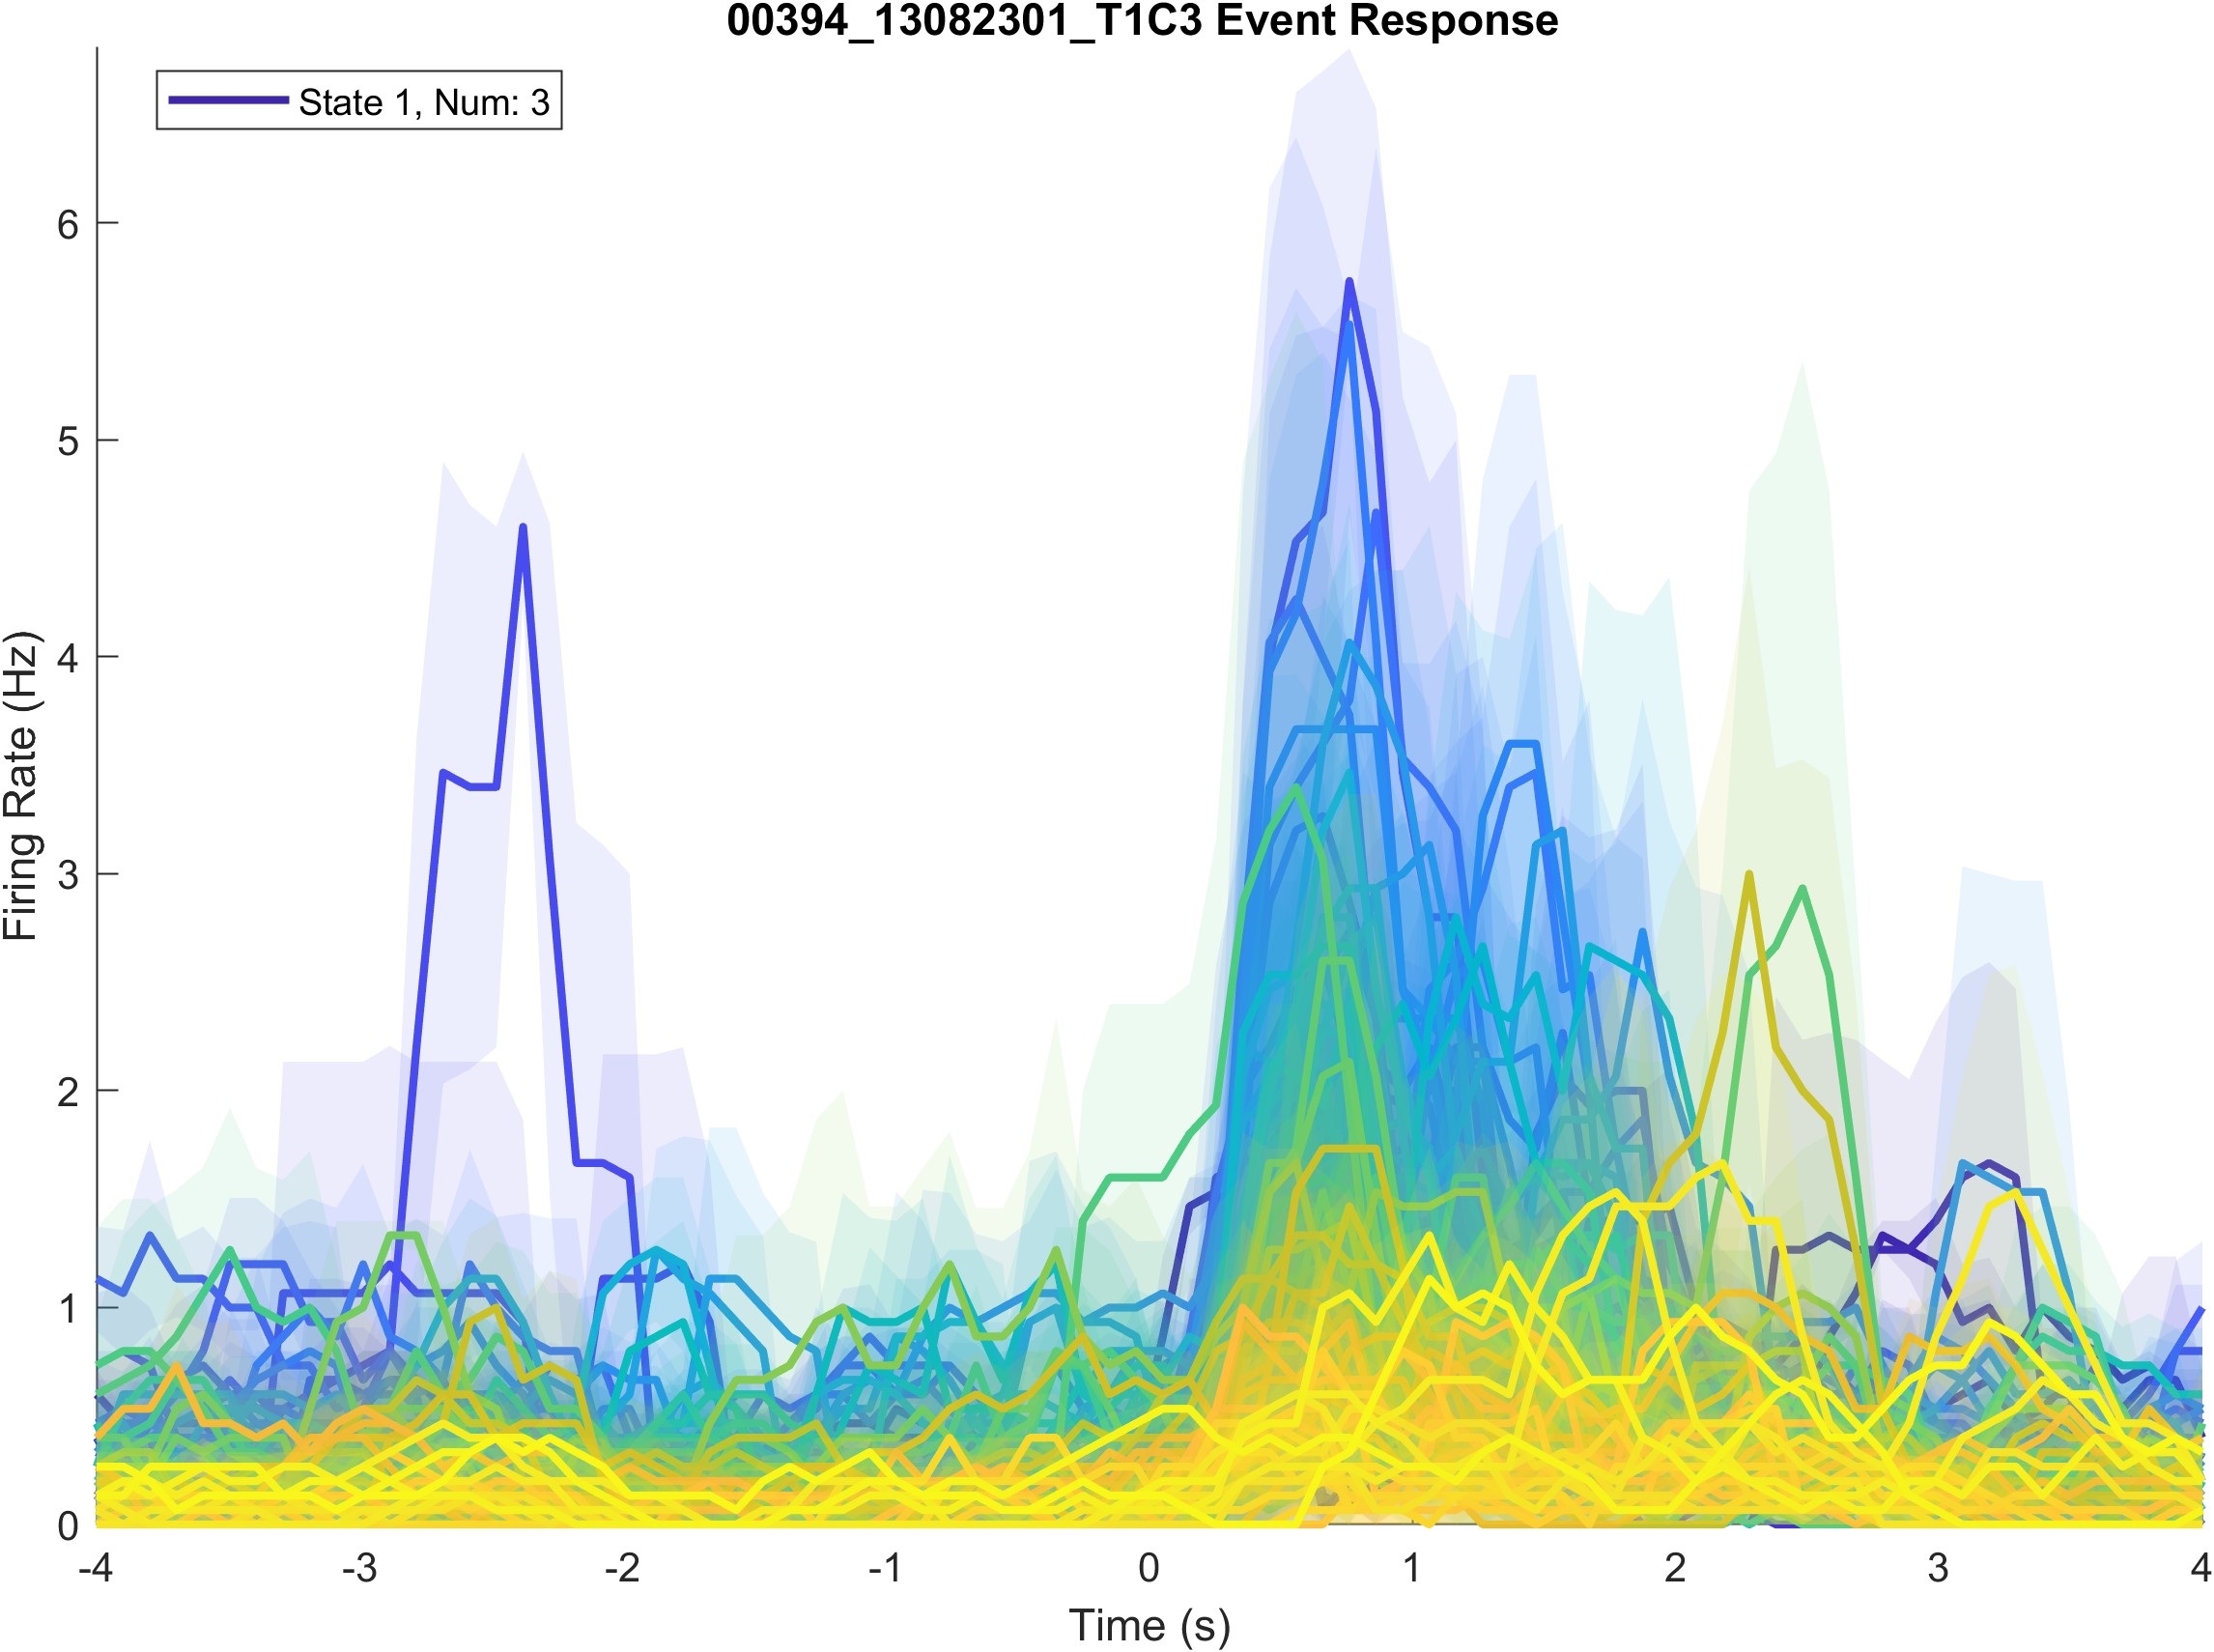 00394_13082301_T1C3 Event Response
State 1, Num: 3
Firing Rate (Hz)
6
5
4
3
2
1
0
-4 -3 -2 -1 0 1 2 3 4
Time (s)